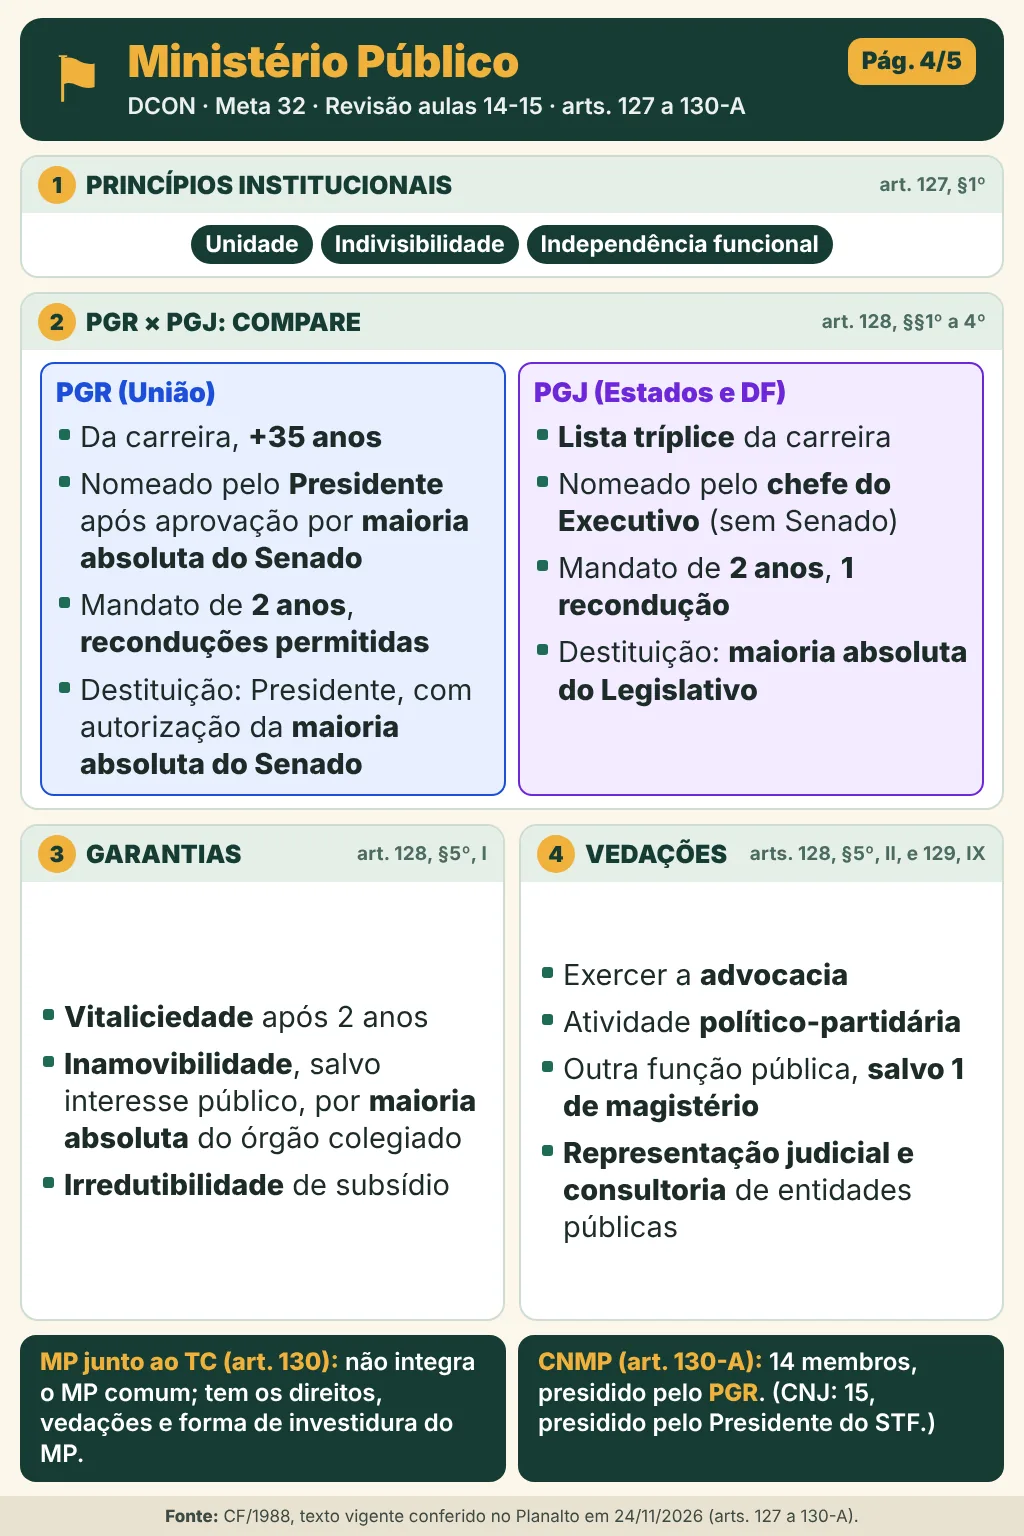 Ministério Público
DCON · Meta 32 · Revisão aulas 14-15 · arts. 127 a 130-A
Pág. 4/5
1 PRINCÍPIOS INSTITUCIONAIS art. 127, §1º
Unidade Indivisibilidade Independência funcional
2 PGR × PGJ: COMPARE art. 128, §§1º a 4º
PGR (União)
Da carreira, +35 anos
Nomeado pelo Presidente
após aprovação por maioria
absoluta do Senado
Mandato de 2 anos,
reconduções permitidas
Destituição: Presidente, com
autorização da maioria
absoluta do Senado
PGJ (Estados e DF)
Lista tríplice da carreira
Nomeado pelo chefe do
Executivo (sem Senado)
Mandato de 2 anos, 1
recondução
Destituição: maioria absoluta
do Legislativo
3 GARANTIAS art. 128, §5º, I
Vitaliciedade após 2 anos
Inamovibilidade, salvo
interesse público, por maioria
absoluta do órgão colegiado
Irredutibilidade de subsídio
4 VEDAÇÕES arts. 128, §5º, II, e 129, IX
Exercer a advocacia
Atividade político-partidária
Outra função pública, salvo 1
de magistério
Representação judicial e
consultoria de entidades
públicas
MP junto ao TC (art. 130): não integra
o MP comum; tem os direitos,
vedações e forma de investidura do
MP.
CNMP (art. 130-A): 14 membros,
presidido pelo PGR. (CNJ: 15,
presidido pelo Presidente do STF.)
Fonte: CF/1988, texto vigente conferido no Planalto em 24/11/2026 (arts. 127 a 130-A).